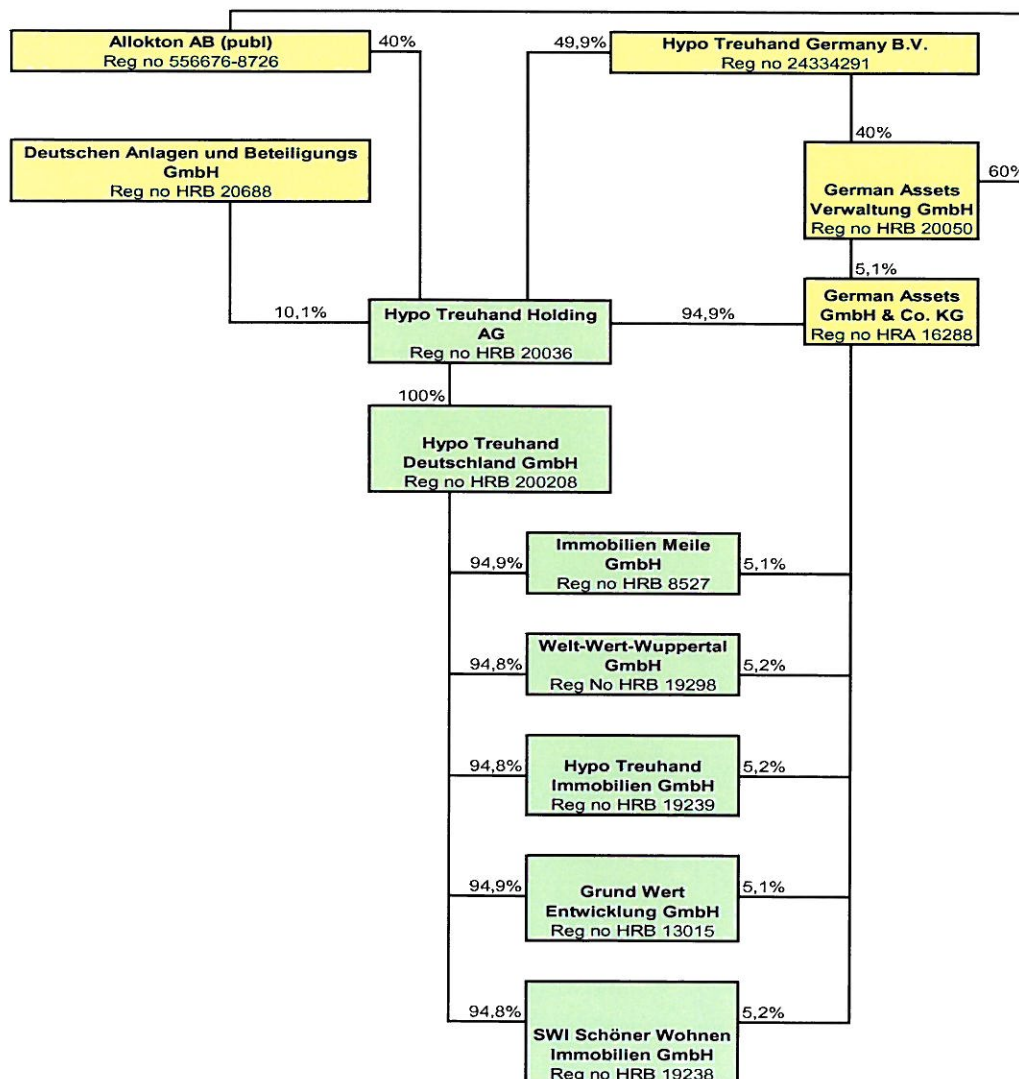 Allokton AB (publ)
Reg no 556676-8726
40%
49,9%
Hypo Treuhand Germany B.V.
Reg no 24334291
Deutschen Anlagen und Beteiligungs
GmbH
Reg no HRB 20688
40%
60%
German Assets
Verwaltung GmbH
Reg no HRB 20050
5,1%
10,1%
Hypo Treuhand Holding
AG
Reg no HRB 20036
94,9%
German Assets
GmbH & Co. KG
Reg no HRA 16288
100%
Hypo Treuhand
Deutschland GmbH
Reg no HRB 200208
94,9%
Immobilien Meile
GmbH
Reg no HRB 8527
5,1%
94,8%
Welt-Wert-Wuppertal
GmbH
Reg No HRB 19298
5,2%
94,8%
Hypo Treuhand
Immobilien GmbH
Reg no HRB 19239
5,2%
94,9%
Grund Wert
Entwicklung GmbH
Reg no HRB 13015
5,1%
94,8%
SWI Schöner Wohnen
Immobilien GmbH
Reg no HRB 19238
5,2%